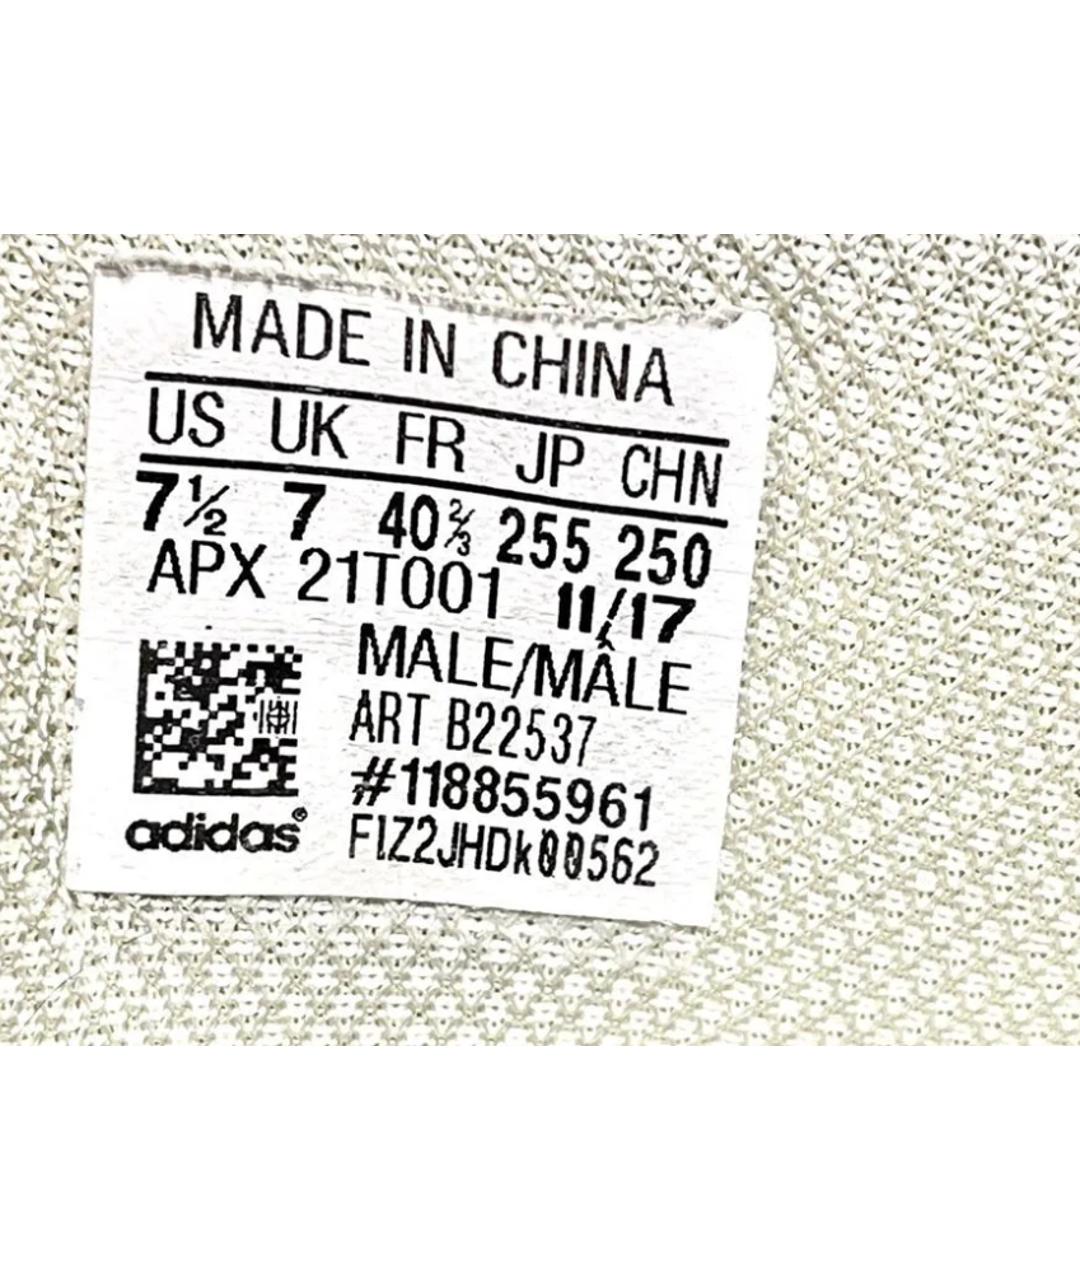 MADE IN CHINA
US UK FR JP CHN
7½ 7 40⅔ 255 250
APX 21T001 11/17
MALE/MÂLE
ART B22537
#118855961
F1Z2JHDk00562
adidas®